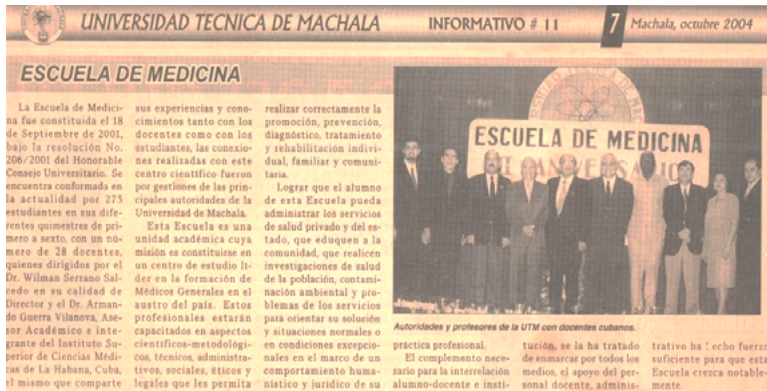 UNIVERSIDAD TECNICA DE MACHALA
INFORMATIVO # 11
7
Machala, octubre 2004
ESCUELA DE MEDICINA
La Escuela de Medici-
na fue constituida el 18
de Septiembre de 2001,
bajo la resolución No.
206/2001 del Honorable
Consejo Universitario. Se
encuentra conformada en
la actualidad por 275
estudiantes en sus dife-
rentes quimestres de pri-
mero a sexto, con un nú-
mero de 28 docentes,
quienes dirigidos por el
Dr. Wilman Serrano Sal-
cedo en su calidad de
Director y el Dr. Arman-
do Guerra Vilanova, Ase-
sor Académico e inte-
grante del Instituto Su-
perior de Ciencias Médi-
cas de La Habana, Cuba,
el mismo que comparte
sus experiencias y cono-
cimientos tanto con los
docentes como con los
estudiantes, las conexio-
nes realizadas con este
centro científico fueron
por gestiones de las prin-
cipales autoridades de la
Universidad de Machala.
Esta Escuela es una
unidad académica cuya
misión es constituirse en
un centro de estudio lí-
der en la formación de
Médicos Generales en el
austro del país. Estos
profesionales estarán
capacitados en aspectos
científicos-metodológi-
cos, técnicos, administra-
tivos, sociales, éticos y
legales que les permita
realizar correctamente la
promoción, prevención,
diagnóstico, tratamiento
y rehabilitación indivi-
dual, familiar y comuni-
taria.
Lograr que el alumno
de esta Escuela pueda
administrar los servicios
de salud privado y del es-
tado, que eduquen a la
comunidad, que realicen
investigaciones de salud
de la población, contami-
nación ambiental y pro-
blemas de los servicios
para orientar su solución
y situaciones normales o
en condiciones excepcio-
nales en el marco de un
comportamiento huma-
nístico y jurídico de su
ESCUELA DE MEDICINA
III ANIVERSARIO
Autoridades y profesores de la UTM con docentes cubanos.
práctica profesional.
El complemento nece-
sario para la interrelación
alumno-docente e insti-
tución, se la ha tratado
de enmarcar por todos los
medios, el apoyo del per-
sonal docente, adminis-
trativo ha hecho fuerza
suficiente para que esta
Escuela crezca notable-
mente